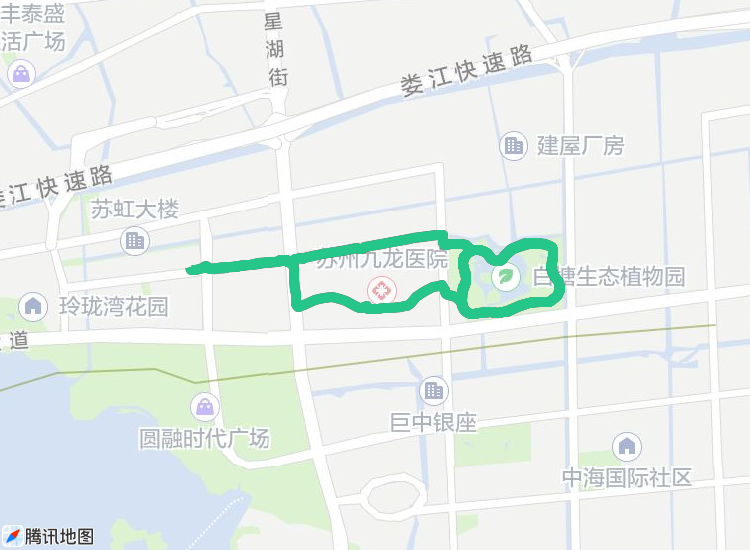 丰泰盛
活广场
星湖街
娄江快速路
建屋厂房
娄江快速路
苏虹大楼
苏州九龙医院
白塘生态植物园
玲珑湾花园
道
巨中银座
圆融时代广场
中海国际社区
腾讯地图